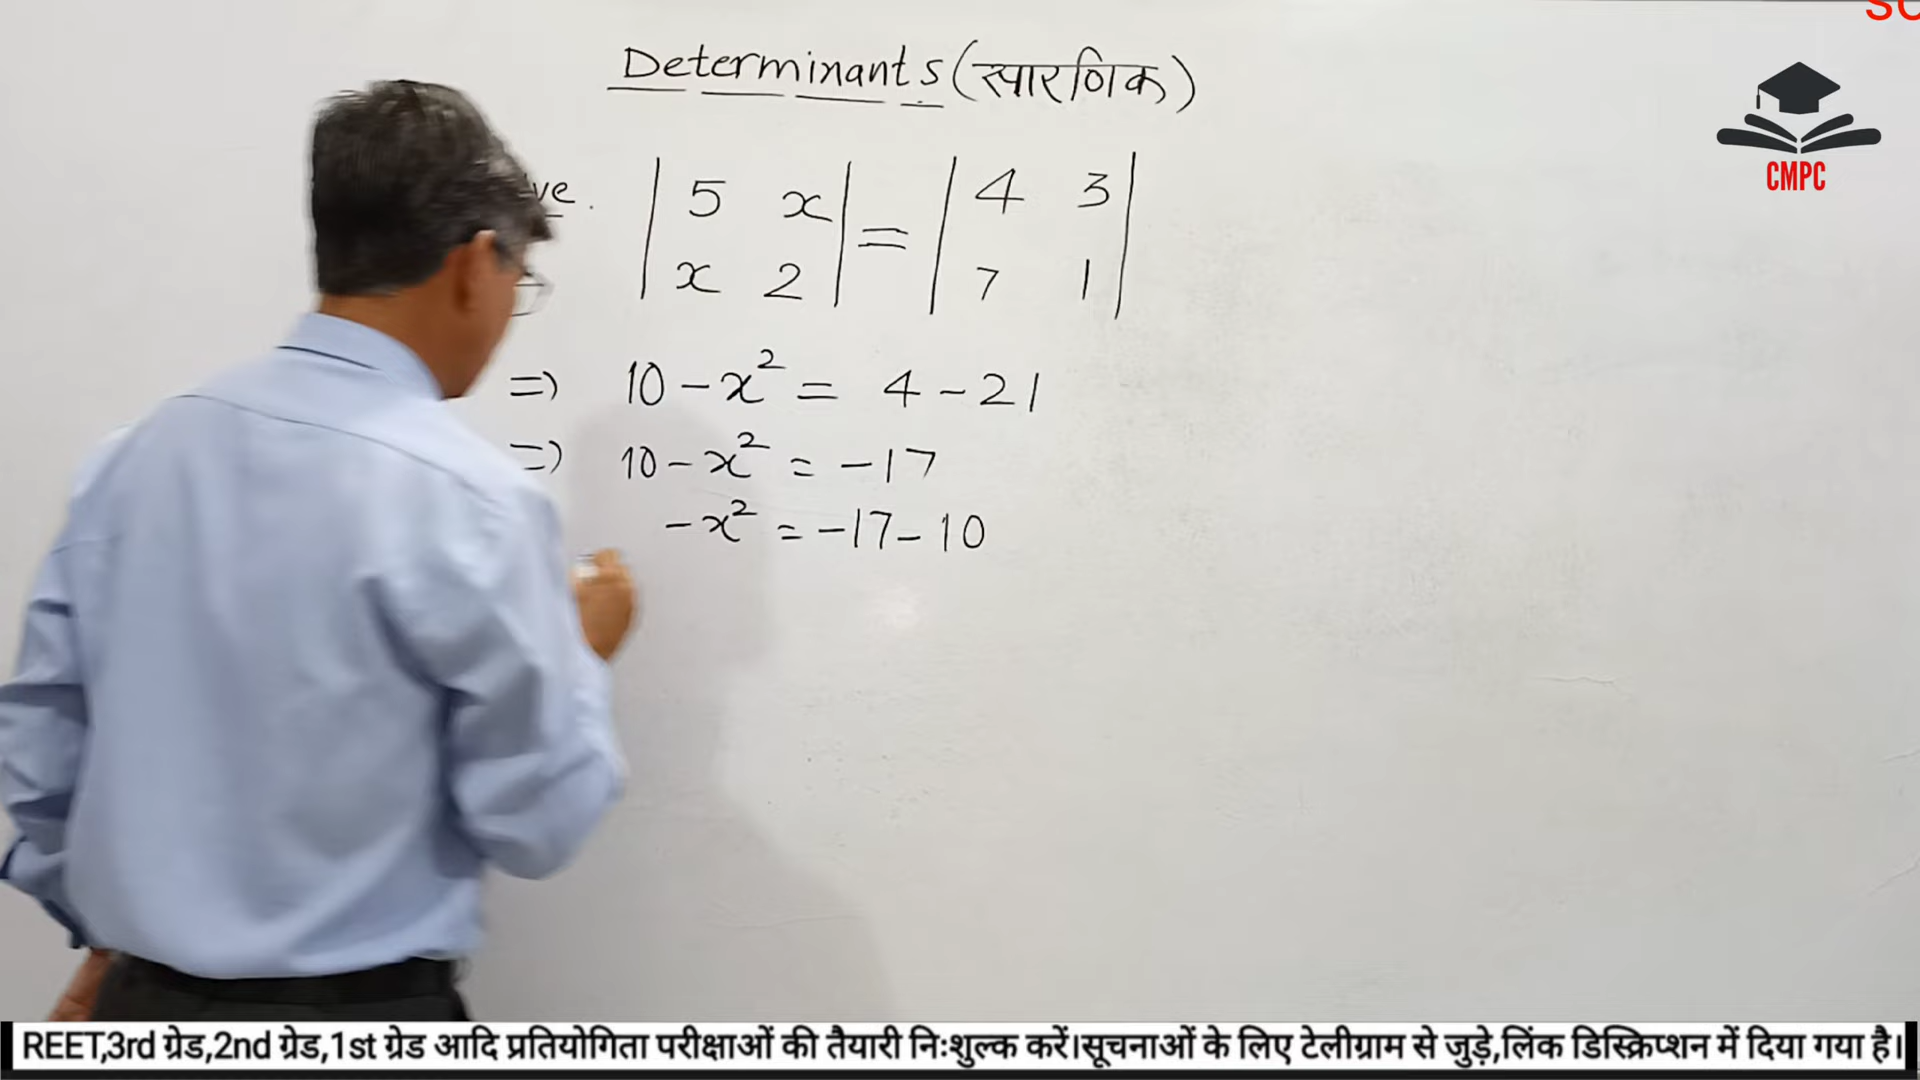 SC
Determinants (सारणिक)
CMPC
| 5 x | = | 4 3 |
| x 2 | | 7 1 |
=) 10 - x² = 4 - 21
=) 10 - x² = -17
- x² = -17 - 10
REET,3rd ग्रेड,2nd ग्रेड,1st ग्रेड आदि प्रतियोगिता परीक्षाओं की तैयारी निःशुल्क करें।सूचनाओं के लिए टेलीग्राम से जुड़े,लिंक डिस्क्रिप्शन में दिया गया है।